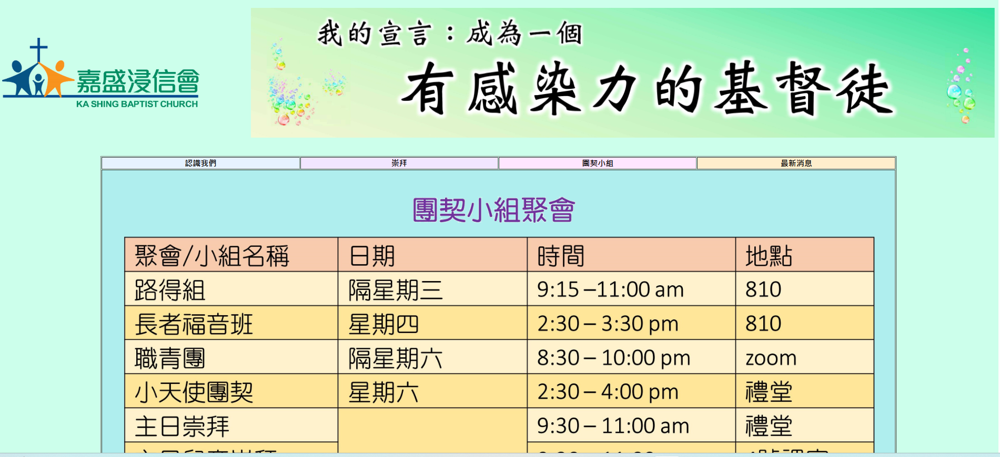 我的宣言：成為一個
有感染力的基督徒
嘉盛浸信會
KA SHING BAPTIST CHURCH
認識我們 崇拜 團契小組 最新消息
團契小組聚會
聚會/小組名稱 日期 時間 地點
路得組 隔星期三 9:15 –11:00 am 810
長者福音班 星期四 2:30 – 3:30 pm 810
職青團 隔星期六 8:30 – 10:00 pm zoom
小天使團契 星期六 2:30 – 4:00 pm 禮堂
主日崇拜 9:30 – 11:00 am 禮堂